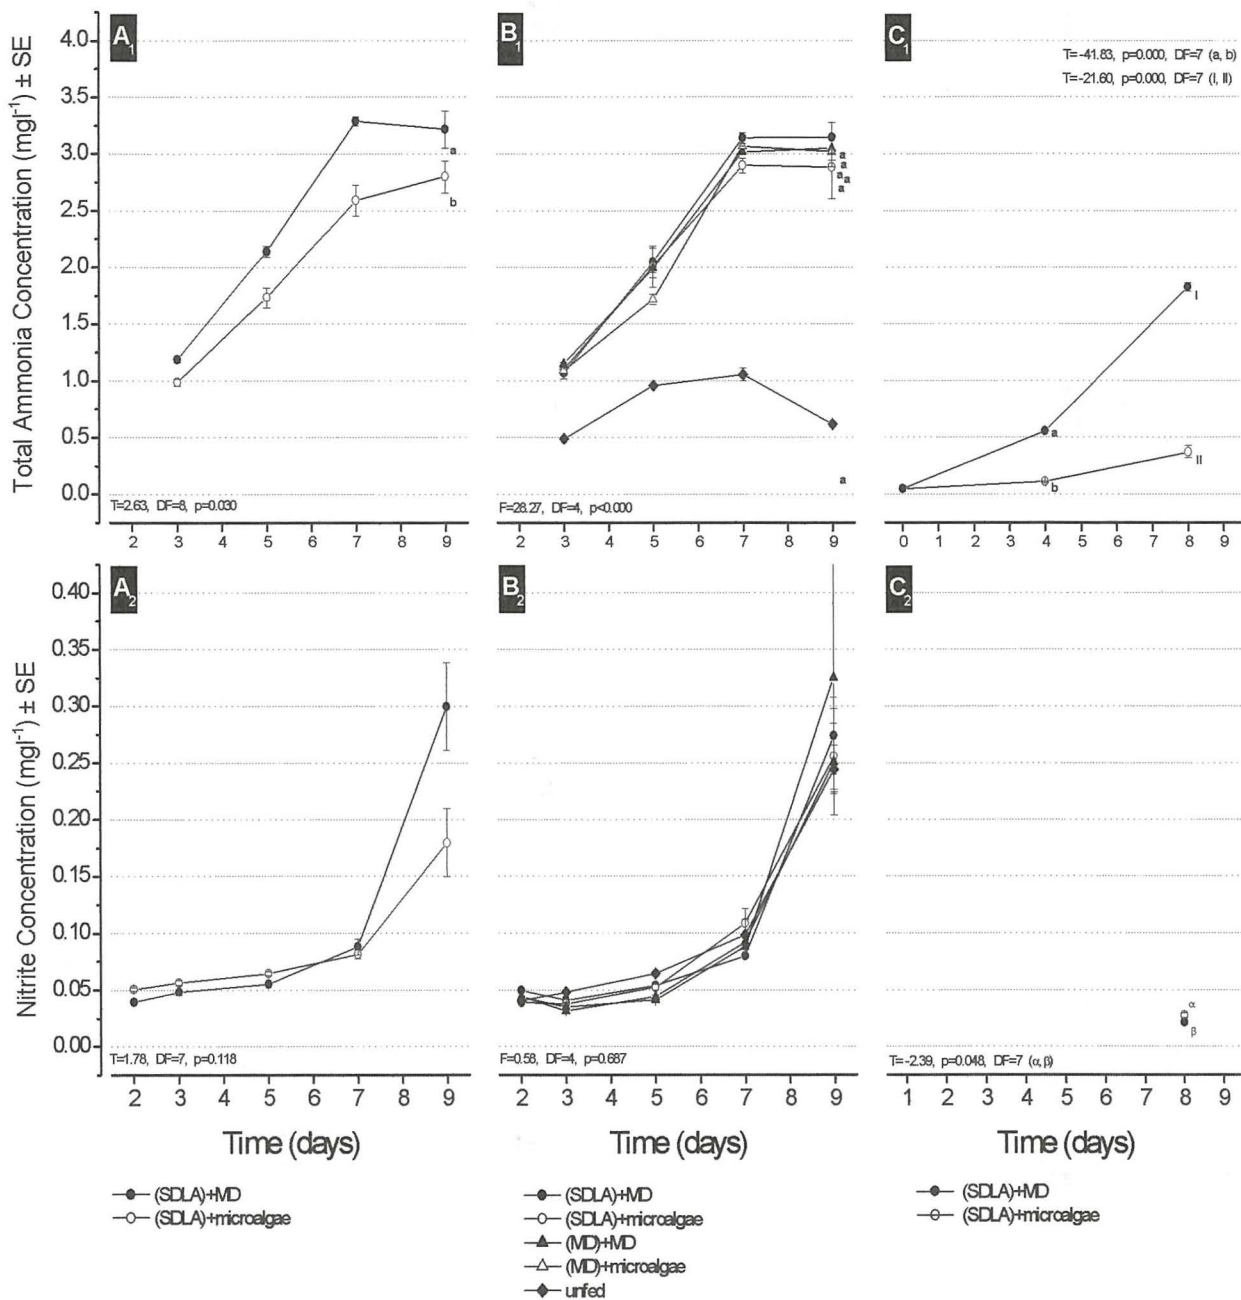 Total Ammonia Concentration (mgl⁻¹) ± SE
4.0
3.5
3.0
2.5
2.0
1.5
1.0
0.5
0.0
A₁
a
b
T=2.63, DF=8, p=0.030
2 3 4 5 6 7 8 9
B₁
a
a
a a
a
a
F=28.27, DF=4, p<0.000
2 3 4 5 6 7 8 9
C₁
T=-41.83, p=0.000, DF=7 (a, b)
T=-21.60, p=0.000, DF=7 (I, II)
I
a
II
b
0 1 2 3 4 5 6 7 8 9
Nitrite Concentration (mgl⁻¹) ± SE
0.40
0.35
0.30
0.25
0.20
0.15
0.10
0.05
0.00
A₂
T=1.78, DF=7, p=0.118
2 3 4 5 6 7 8 9
Time (days)
B₂
F=0.58, DF=4, p=0.687
2 3 4 5 6 7 8 9
Time (days)
C₂
α
β
T=-2.39, p=0.048, DF=7 (α,β)
1 2 3 4 5 6 7 8 9
Time (days)
(SDLA)+MD
(SDLA)+microalgae
(SDLA)+MD
(SDLA)+microalgae
(MD)+MD
(MD)+microalgae
unfed
(SDLA)+MD
(SDLA)+microalgae